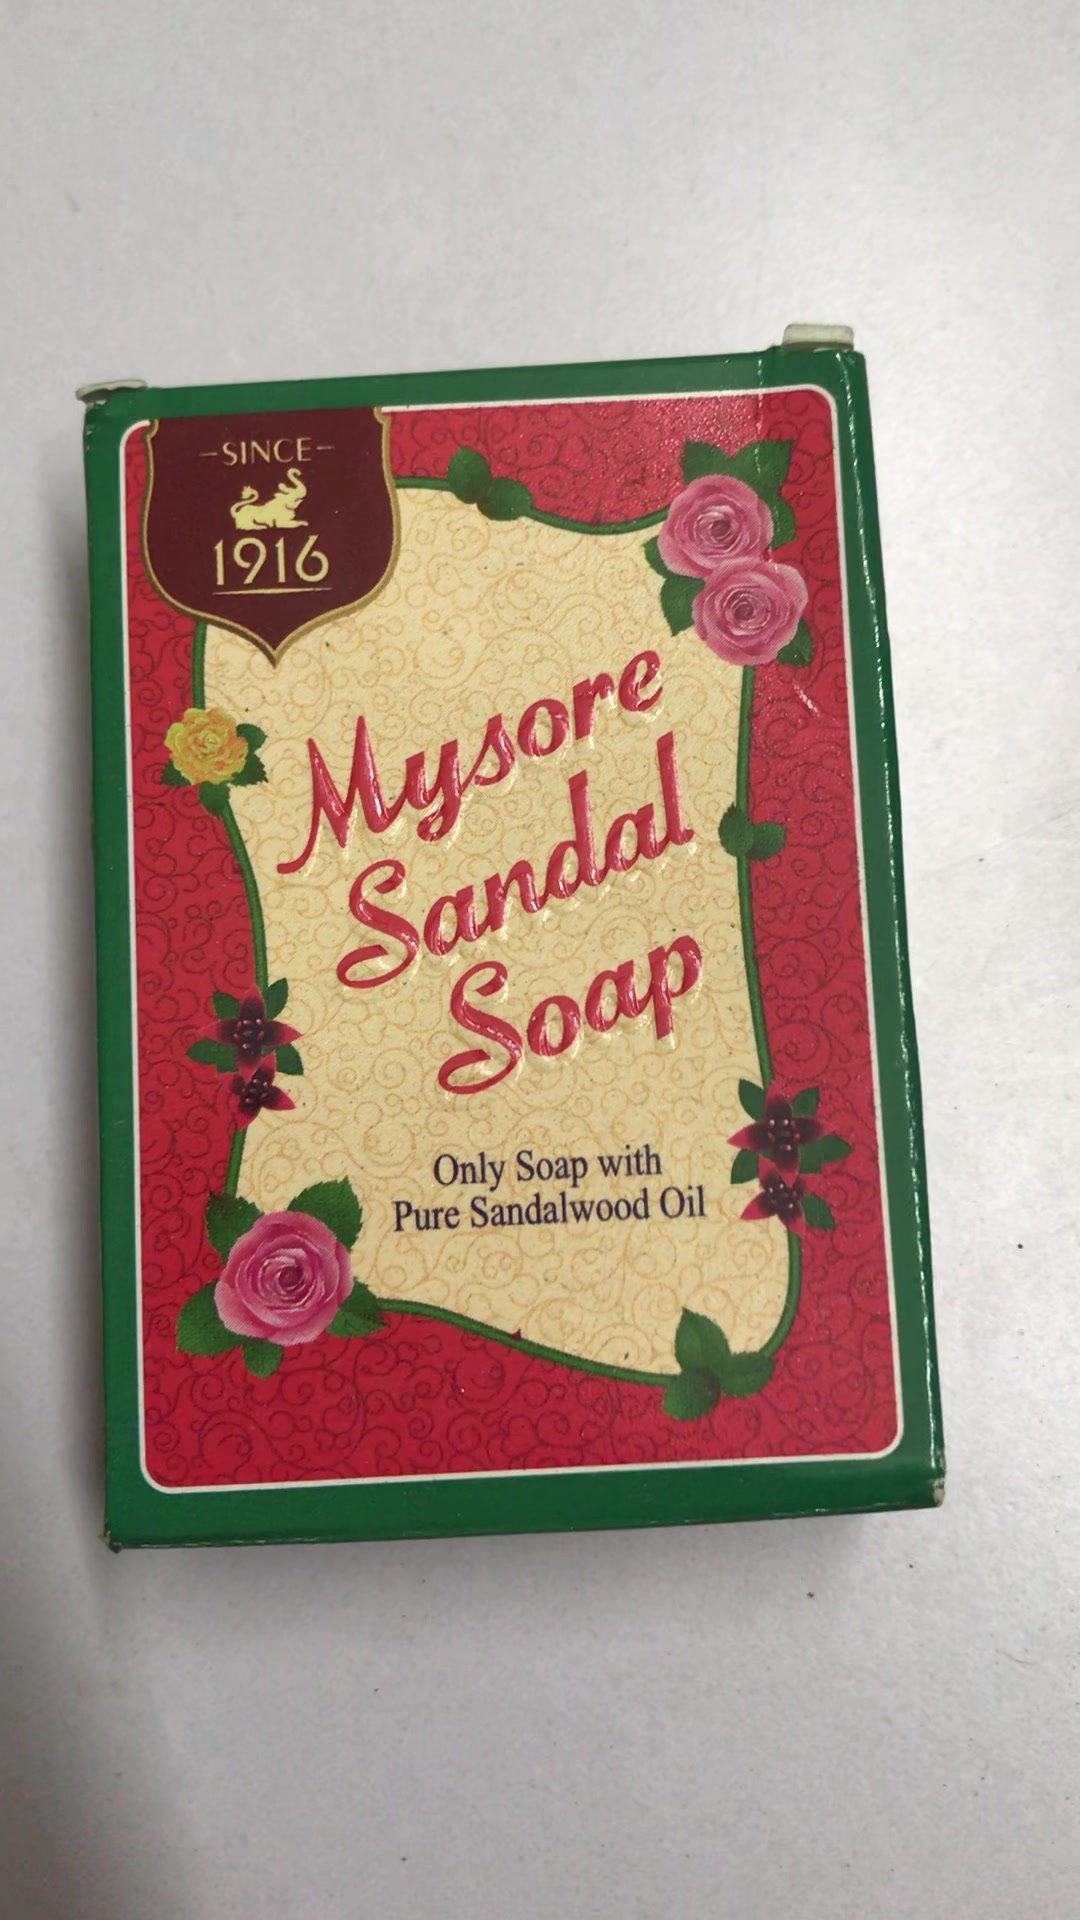 -SINCE-
1916
Mysore
Sandal
Soap
Only Soap with
Pure Sandalwood Oil